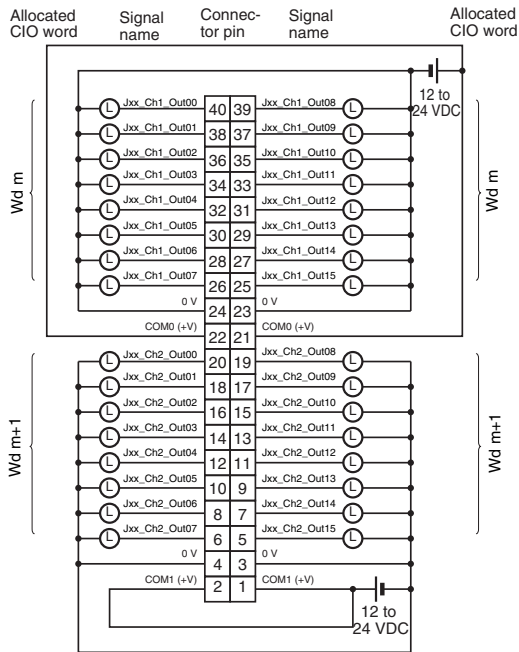 Allocated CIO word
Signal name
Connec-tor pin
Signal name
Allocated CIO word
12 to 24 VDC
Wd m
Wd m
Jxx_Ch1_Out00 40 39 Jxx_Ch1_Out08
Jxx_Ch1_Out01 38 37 Jxx_Ch1_Out09
Jxx_Ch1_Out02 36 35 Jxx_Ch1_Out10
Jxx_Ch1_Out03 34 33 Jxx_Ch1_Out11
Jxx_Ch1_Out04 32 31 Jxx_Ch1_Out12
Jxx_Ch1_Out05 30 29 Jxx_Ch1_Out13
Jxx_Ch1_Out06 28 27 Jxx_Ch1_Out14
Jxx_Ch1_Out07 26 25 Jxx_Ch1_Out15
0 V 24 23 0 V
COM0 (+V) 22 21 COM0 (+V)
Wd m+1
Wd m+1
L Jxx_Ch2_Out00 20 19 Jxx_Ch2_Out08 L
L Jxx_Ch2_Out01 18 17 Jxx_Ch2_Out09 L
L Jxx_Ch2_Out02 16 15 Jxx_Ch2_Out10 L
L Jxx_Ch2_Out03 14 13 Jxx_Ch2_Out11 L
L Jxx_Ch2_Out04 12 11 Jxx_Ch2_Out12 L
L Jxx_Ch2_Out05 10 9 Jxx_Ch2_Out13 L
L Jxx_Ch2_Out06 8 7 Jxx_Ch2_Out14 L
L Jxx_Ch2_Out07 6 5 Jxx_Ch2_Out15 L
0 V 4 3 0 V
COM1 (+V) 2 1 COM1 (+V)
12 to 24 VDC